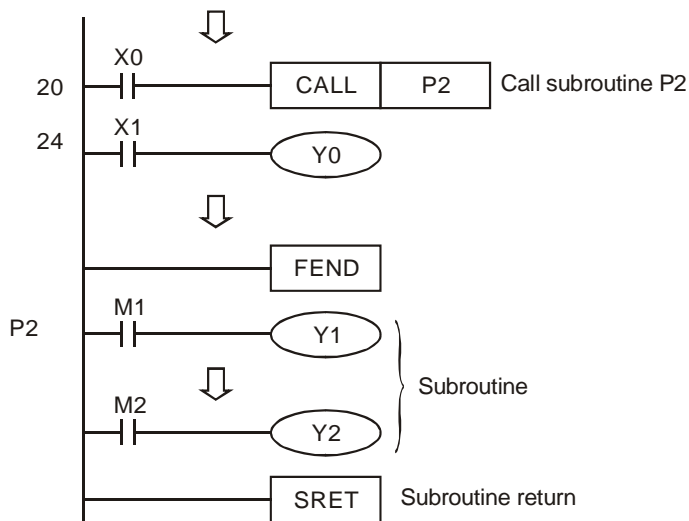 X0
20 CALL P2 Call subroutine P2
X1
24 Y0
FEND
M1
P2 Y1
Subroutine
M2
Y2
SRET Subroutine return